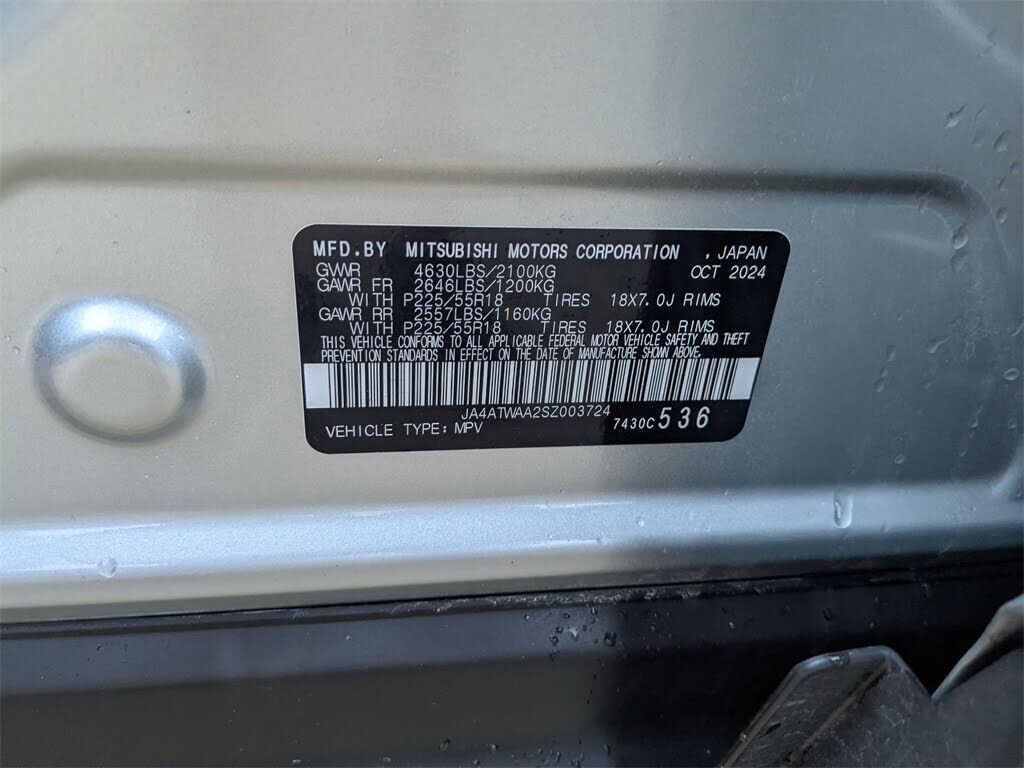 MFD.BY MITSUBISHI MOTORS CORPORATION , JAPAN
GVWR 4630LBS/2100KG OCT 2024
GAWR FR 2646LBS/1200KG
WITH P225/55R18 TIRES 18X7.0J RIMS
GAWR RR 2557LBS/1160KG
WITH P225/55R18 TIRES 18X7.0J RIMS
THIS VEHICLE CONFORMS TO ALL APPLICABLE FEDERAL MOTOR VEHICLE SAFETY AND THEFT
PREVENTION STANDARDS IN EFFECT ON THE DATE OF MANUFACTURE SHOWN ABOVE.
JA4ATWAA2SZ003724
VEHICLE TYPE: MPV 7430C 536